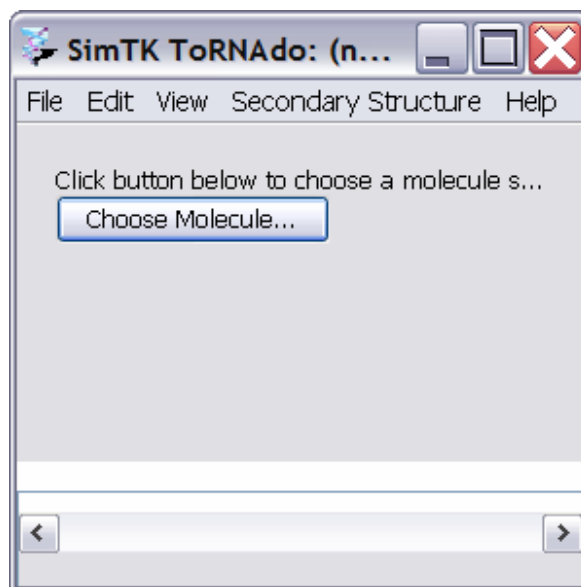 SimTK ToRNAdo: (n...
File Edit View Secondary Structure Help
Click button below to choose a molecule s...
Choose Molecule...